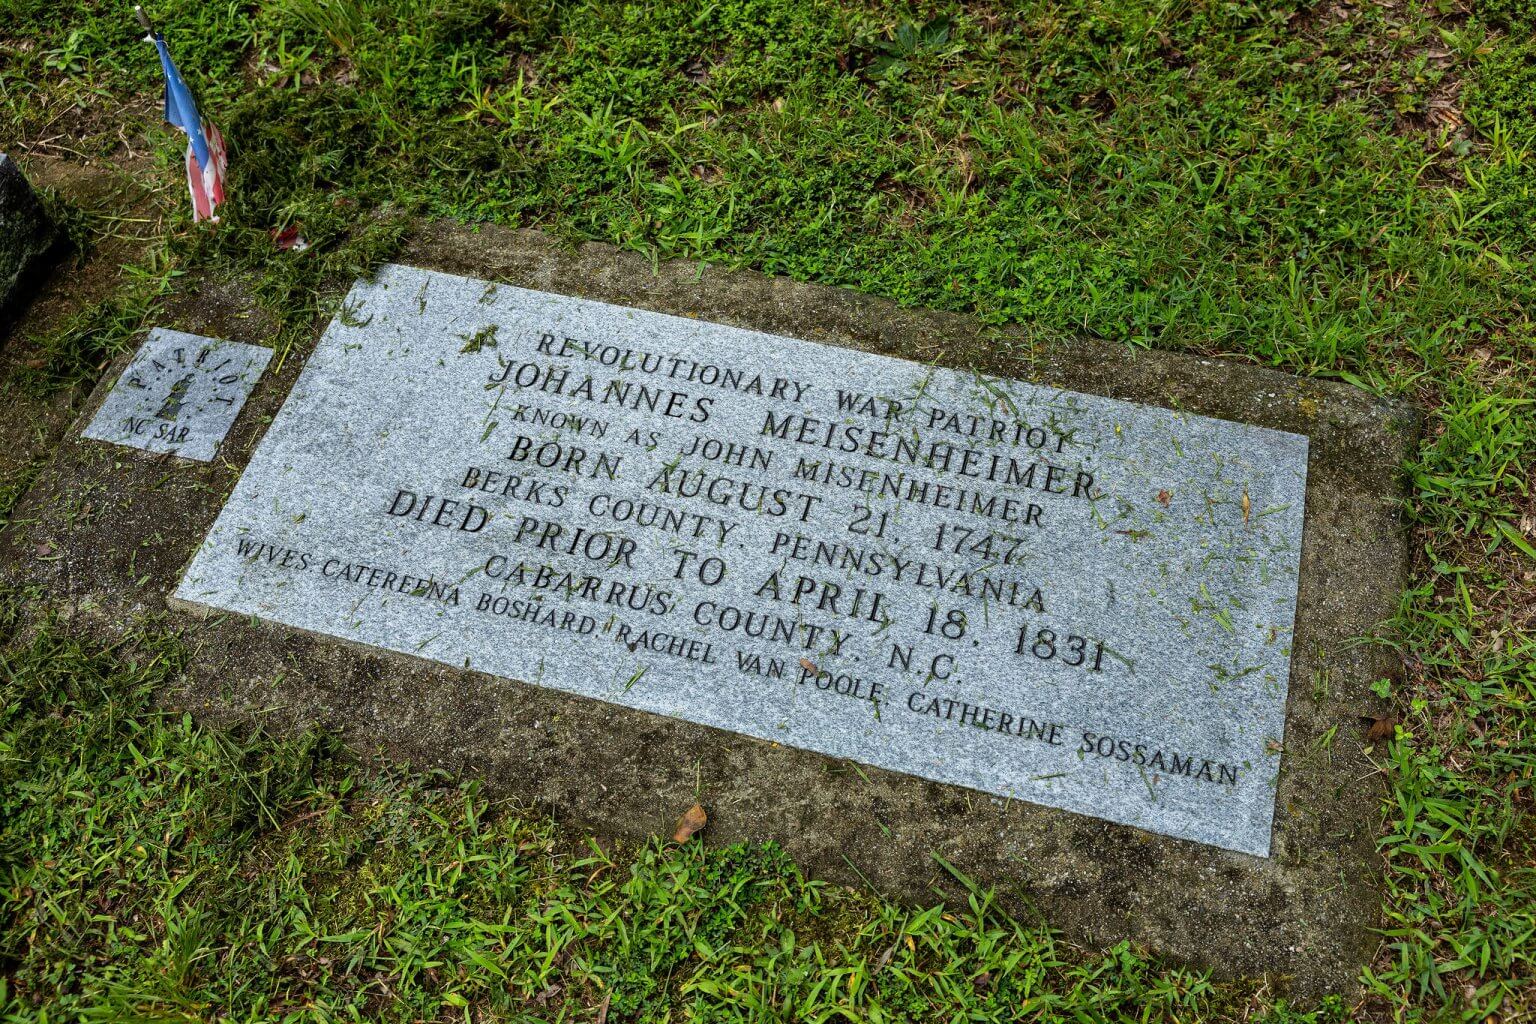 REVOLUTIONARY WAR PATRIOT,
JOHANNES MEISENHEIMER
KNOWN AS JOHN MISENHEIMER
BORN AUGUST 21, 1747
BERKS COUNTY, PENNSYLVANIA
DIED PRIOR TO APRIL 18, 1831
CABARRUS COUNTY, N.C.
WIVES CATEREENA BOSHARD, RACHEL VAN POOLE, CATHERINE SOSSAMAN
PATRIOT
NC SAR